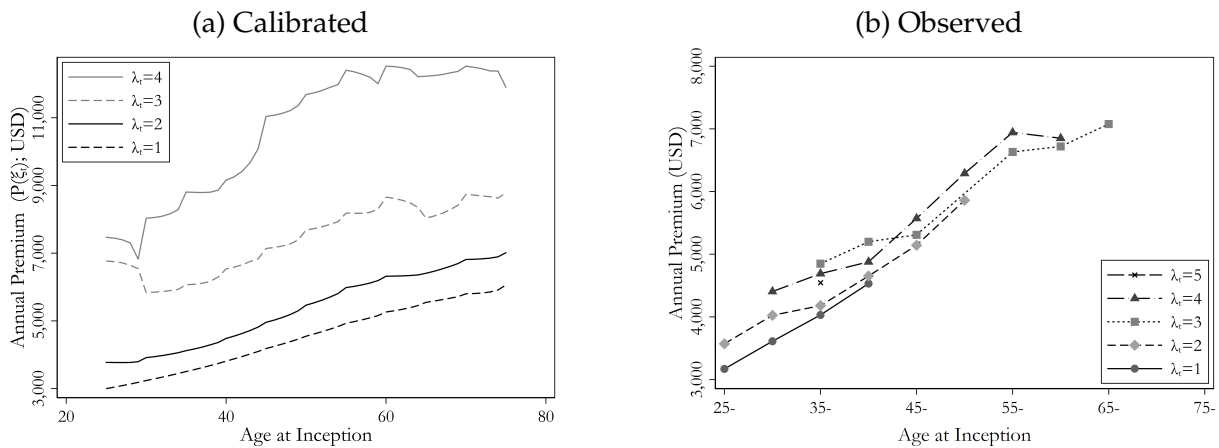 (a) Calibrated
Annual Premium (P(ξₜ); USD)
11,000
9,000
7,000
5,000
3,000
λₜ=4
λₜ=3
λₜ=2
λₜ=1
20
40
60
80
Age at Inception
(b) Observed
Annual Premium (USD)
8,000
7,000
6,000
5,000
4,000
3,000
λₜ=5
λₜ=4
λₜ=3
λₜ=2
λₜ=1
25-
35-
45-
55-
65-
75-
Age at Inception